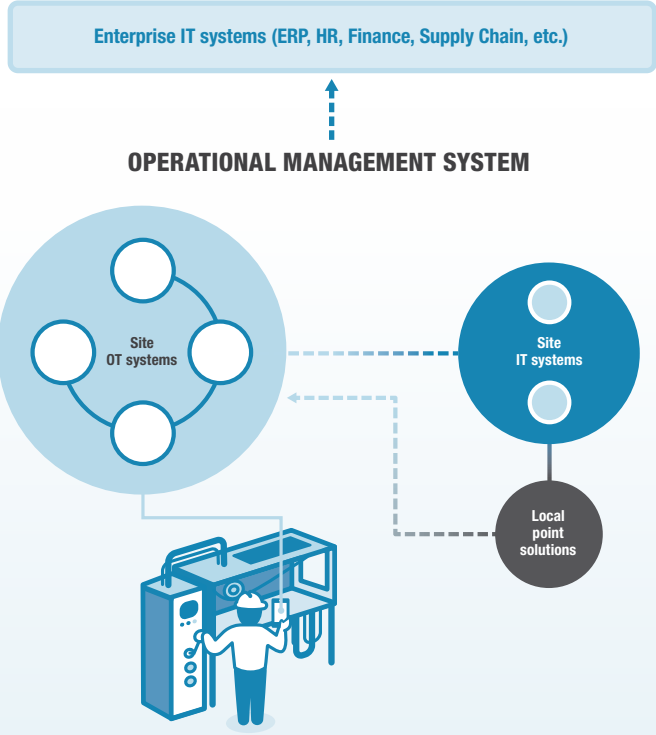 Enterprise IT systems (ERP, HR, Finance, Supply Chain, etc.)
OPERATIONAL MANAGEMENT SYSTEM
Site
OT systems
Site
IT systems
Local
point
solutions